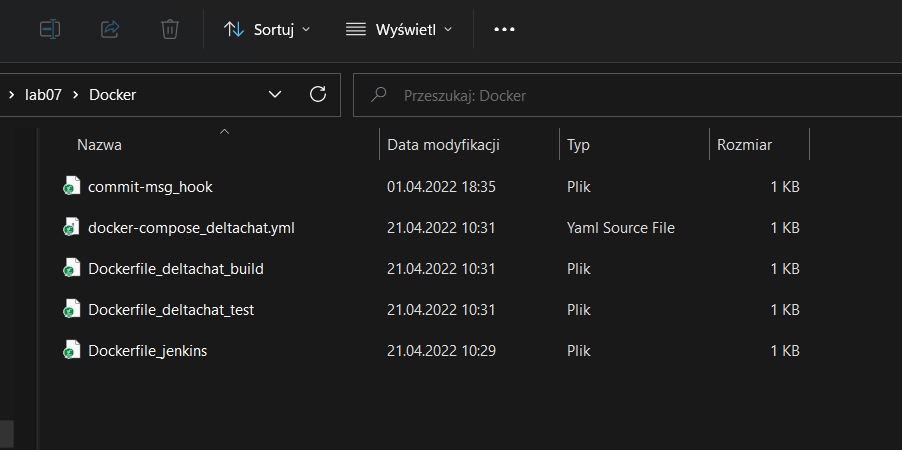 Sortuj Wyświetl
lab07 Docker Przeszukaj: Docker
Nazwa Data modyfikacji Typ Rozmiar
commit-msg_hook 01.04.2022 18:35 Plik 1 KB
docker-compose_deltachat.yml 21.04.2022 10:31 Yaml Source File 1 KB
Dockerfile_deltachat_build 21.04.2022 10:31 Plik 1 KB
Dockerfile_deltachat_test 21.04.2022 10:31 Plik 1 KB
Dockerfile_jenkins 21.04.2022 10:29 Plik 1 KB